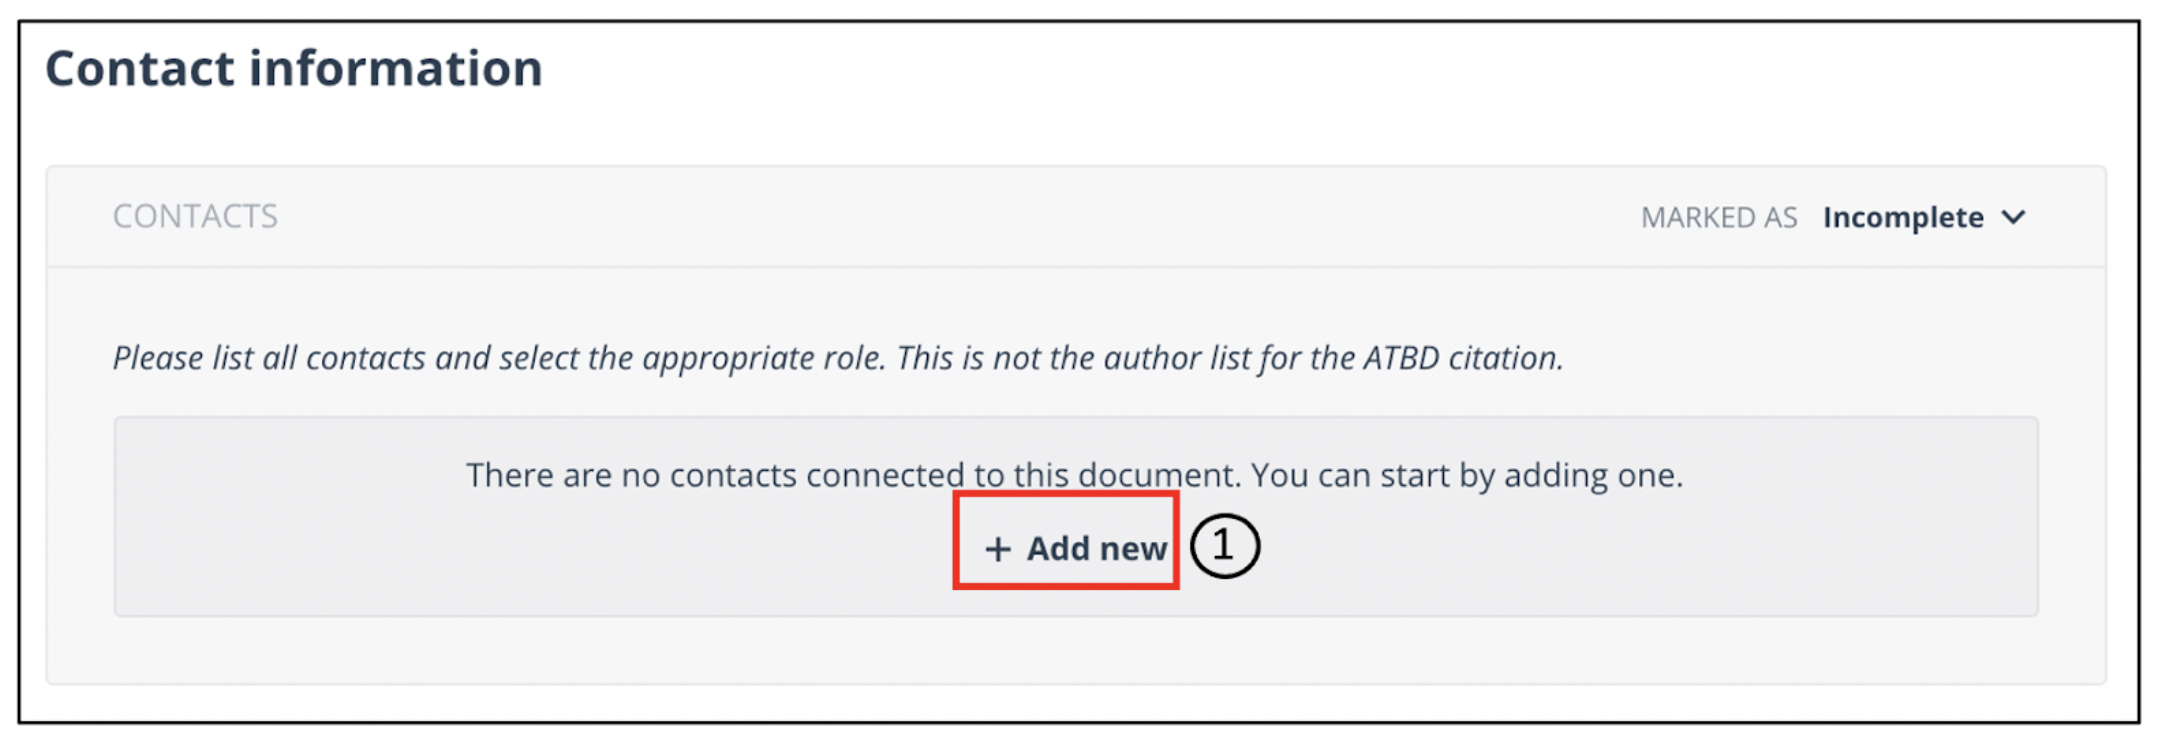 Contact information
CONTACTS
MARKED AS Incomplete
Please list all contacts and select the appropriate role. This is not the author list for the ATBD citation.
There are no contacts connected to this document. You can start by adding one.
+ Add new
1